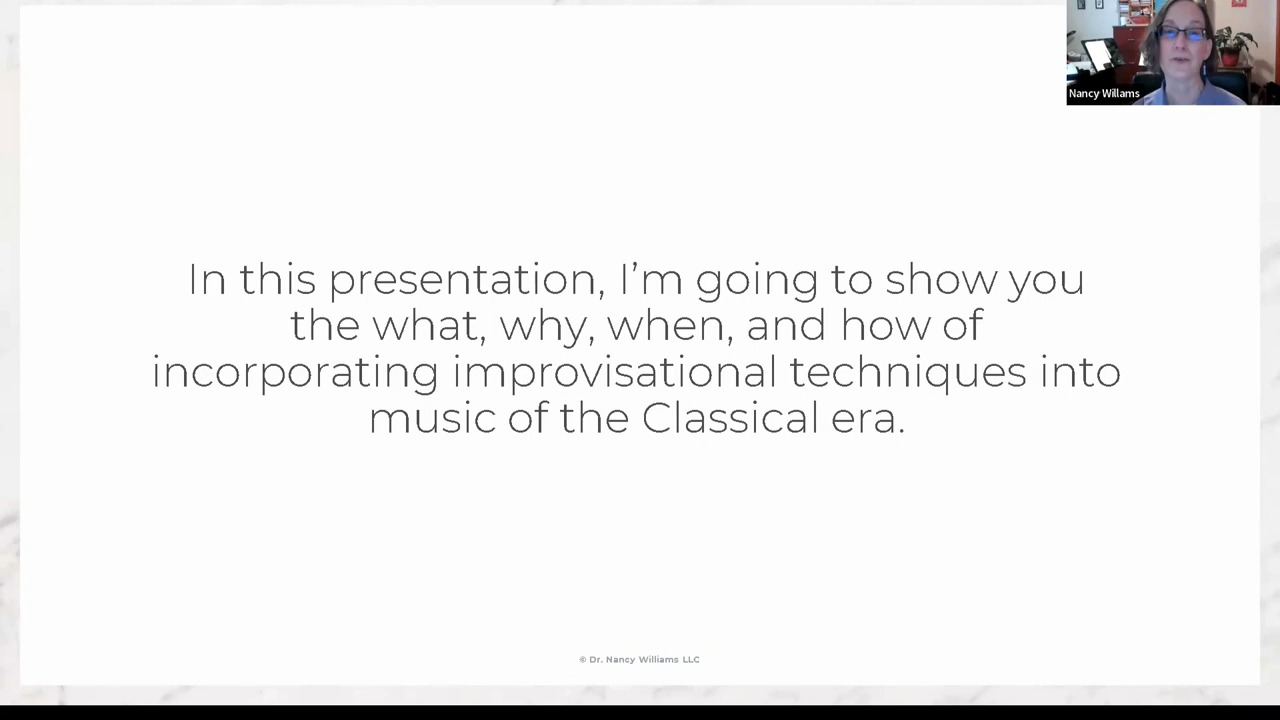 Nancy Willams
In this presentation, I’m going to show you
the what, why, when, and how of
incorporating improvisational techniques into
music of the Classical era.
© Dr. Nancy Williams LLC